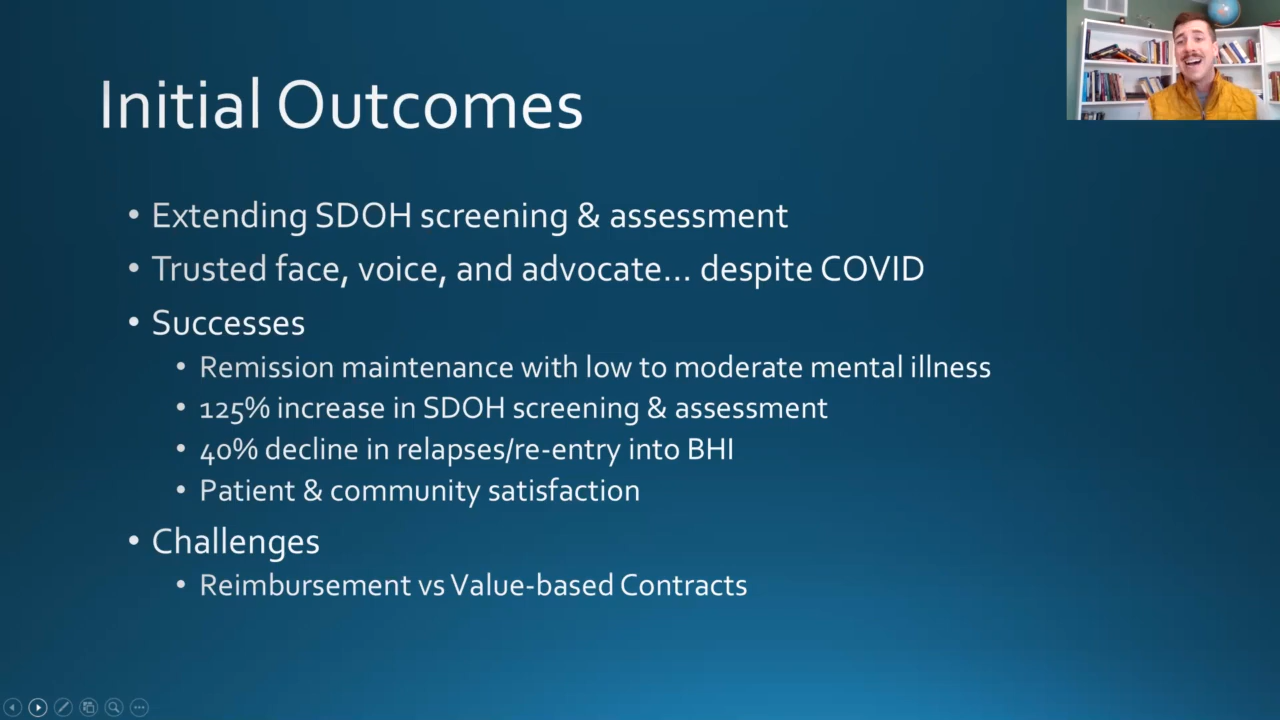 Initial Outcomes
• Extending SDOH screening & assessment
• Trusted face, voice, and advocate... despite COVID
• Successes
• Remission maintenance with low to moderate mental illness
• 125% increase in SDOH screening & assessment
• 40% decline in relapses/re-entry into BHI
• Patient & community satisfaction
• Challenges
• Reimbursement vs Value-based Contracts